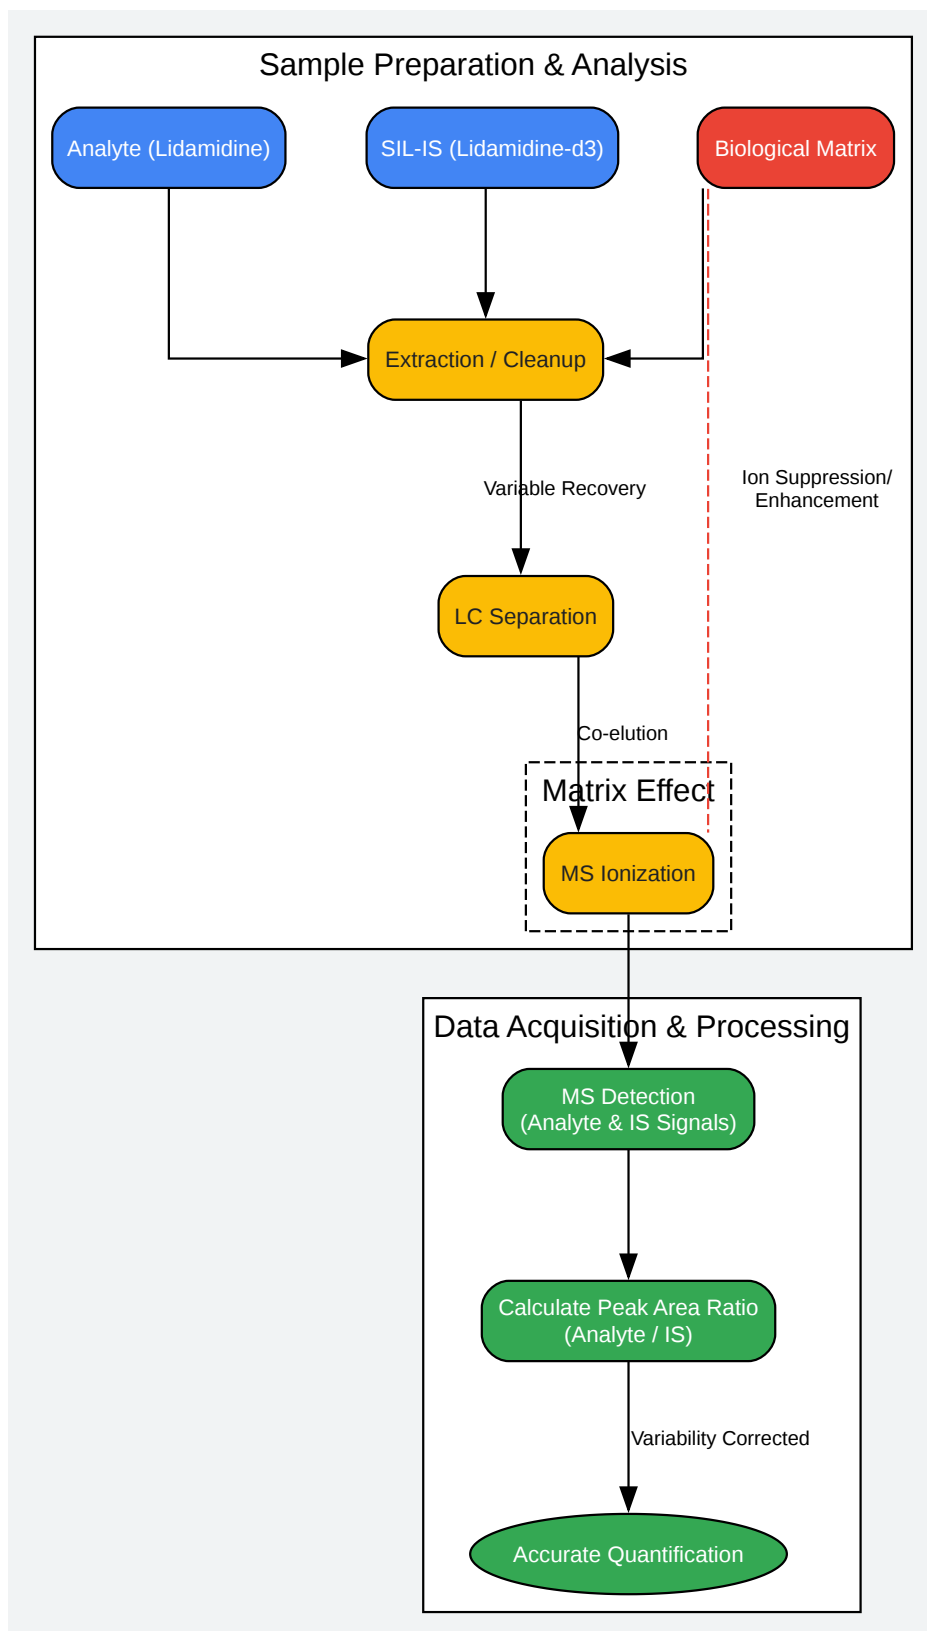 Sample Preparation & Analysis
Analyte (Lidamidine)
SIL-IS (Lidamidine-d3)
Biological Matrix
Extraction / Cleanup
Variable Recovery
Ion Suppression/
Enhancement
LC Separation
Co-elution
Matrix Effect
MS Ionization
Data Acquisition & Processing
MS Detection
(Analyte & IS Signals)
Calculate Peak Area Ratio
(Analyte / IS)
Variability Corrected
Accurate Quantification